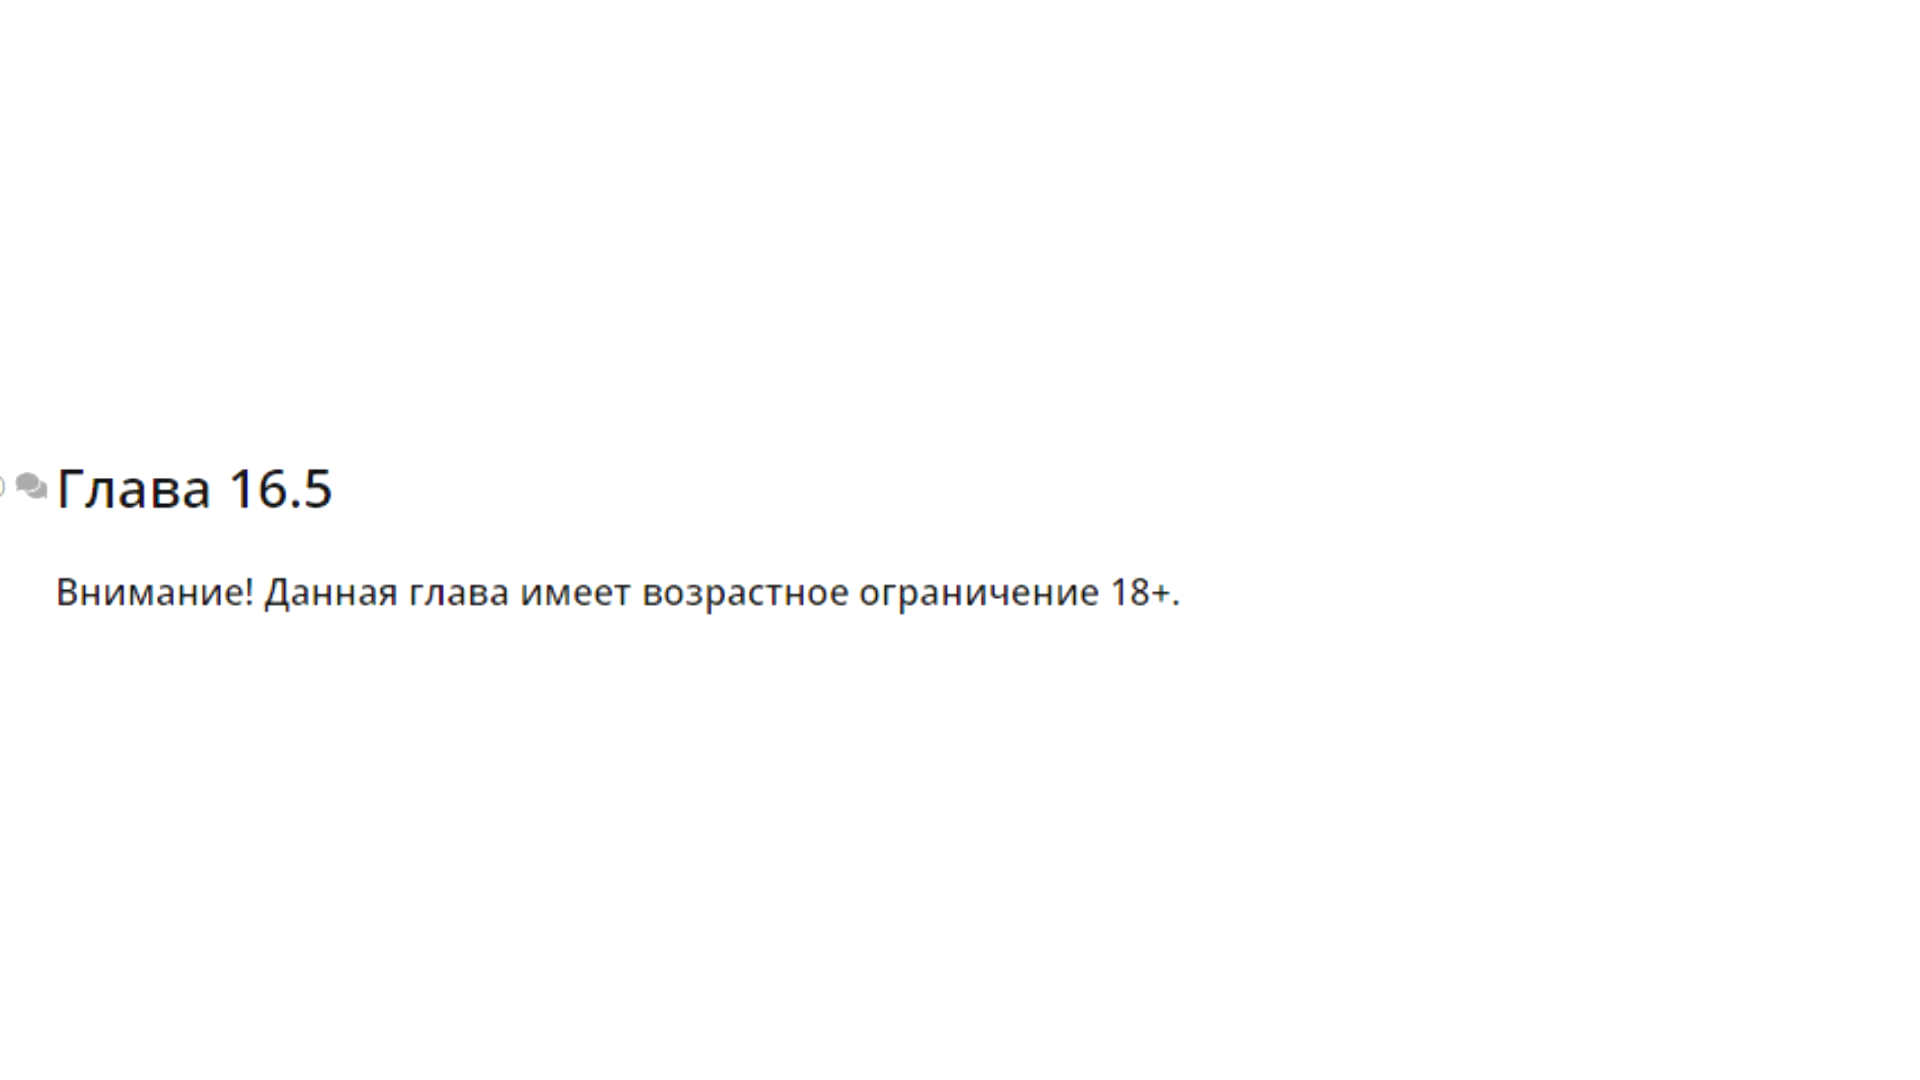 Глава 16.5
Внимание! Данная глава имеет возрастное ограничение 18+.